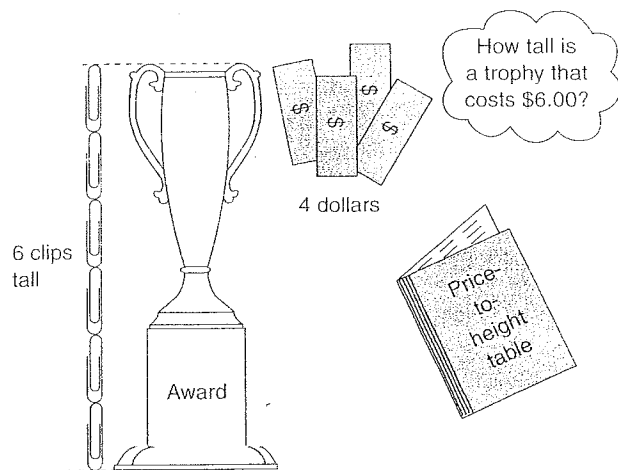 How tall is
a trophy that
costs $6.00?
$ $ $ $
4 dollars
6 clips
tall
Award
Price-
to-
height
table